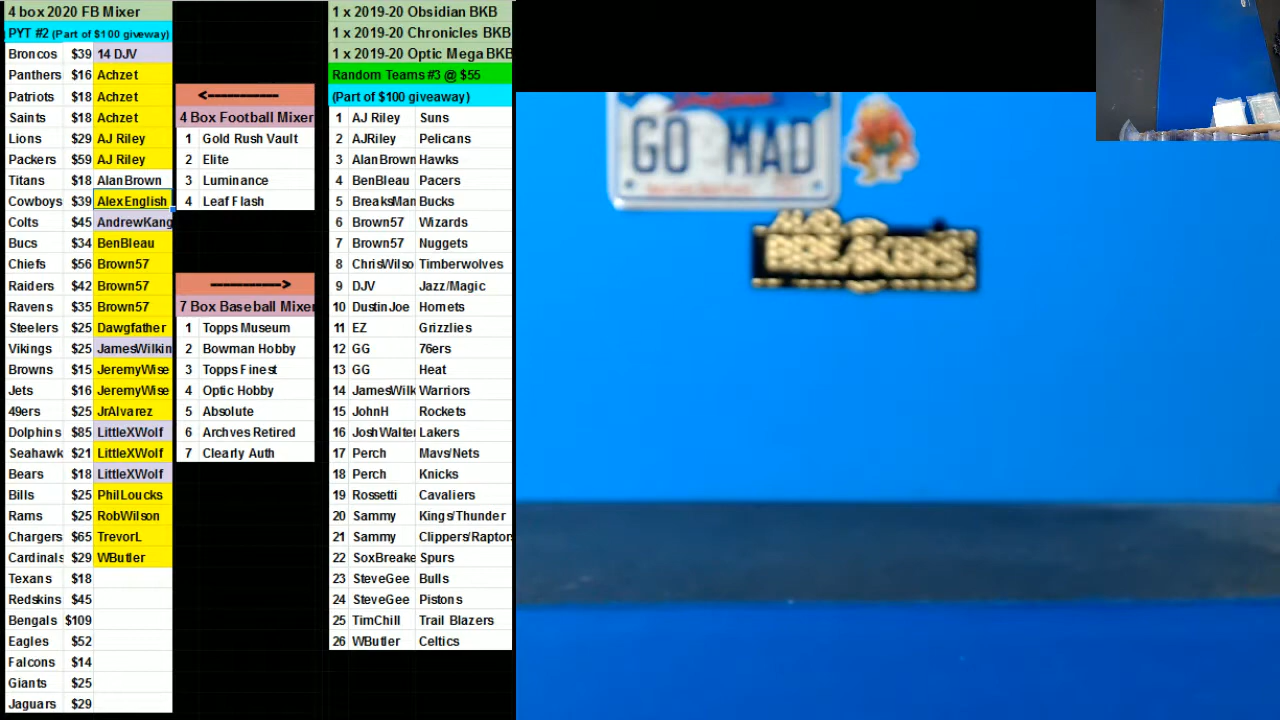 4 box 2020 FB Mixer
PYT #2 (Part of $100 giveaway)
Broncos $39 14 DJV
Panthers $16 Achzet
Patriots $18 Achzet
Saints $18 Achzet
Lions $29 AJ Riley
Packers $59 AJ Riley
Titans $18 AlanBrown
Cowboys $39 AlexEnglish
Colts $45 AndrewKang
Bucs $34 BenBleau
Chiefs $56 Brown57
Raiders $42 Brown57
Ravens $35 Brown57
Steelers $25 Dawgfather
Vikings $25 JamesWilkin
Browns $15 JeremyWise
Jets $16 JeremyWise
49ers $25 JrAlvarez
Dolphins $85 LittleXWolf
Seahawk $21 LittleXWolf
Bears $18 LittleXWolf
Bills $25 PhilLoucks
Rams $25 RobWilson
Chargers $65 TrevorL
Cardinals $29 WButler
Texans $18
Redskins $45
Bengals $109
Eagles $52
Falcons $14
Giants $25
Jaguars $29
<----------
4 Box Football Mixer
1 Gold Rush Vault
2 Elite
3 Luminance
4 Leaf Flash
---------->
7 Box Baseball Mixer
1 Topps Museum
2 Bowman Hobby
3 Topps Finest
4 Optic Hobby
5 Absolute
6 Archves Retired
7 Clearly Auth
1 x 2019-20 Obsidian BKB
1 x 2019-20 Chronicles BKB
1 x 2019-20 Optic Mega BKB
Random Teams #3 @ $55
(Part of $100 giveaway)
1 AJ Riley Suns
2 AJRiley Pelicans
3 AlanBrown Hawks
4 BenBleau Pacers
5 BreaksMan Bucks
6 Brown57 Wizards
7 Brown57 Nuggets
8 ChrisWilso Timberwolves
9 DJV Jazz/Magic
10 DustinJoe Hornets
11 EZ Grizzlies
12 GG 76ers
13 GG Heat
14 JamesWilk Warriors
15 JohnH Rockets
16 JoshWalter Lakers
17 Perch Mavs/Nets
18 Perch Knicks
19 Rossetti Cavaliers
20 Sammy Kings/Thunder
21 Sammy Clippers/Raptors
22 SoxBreake Spurs
23 SteveGee Bulls
24 SteveGee Pistons
25 TimChill Trail Blazers
26 WButler Celtics
GO MAD
MAD
BREAKERS